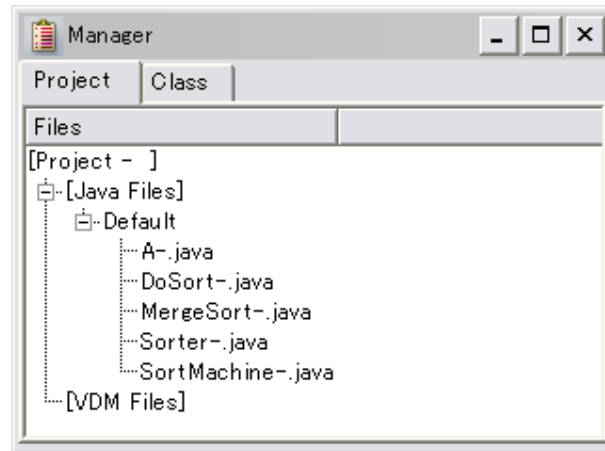 Manager
Project Class
Files
[Project - ]
[Java Files]
Default
A-.java
DoSort-.java
MergeSort-.java
Sorter-.java
SortMachine-.java
[VDM Files]